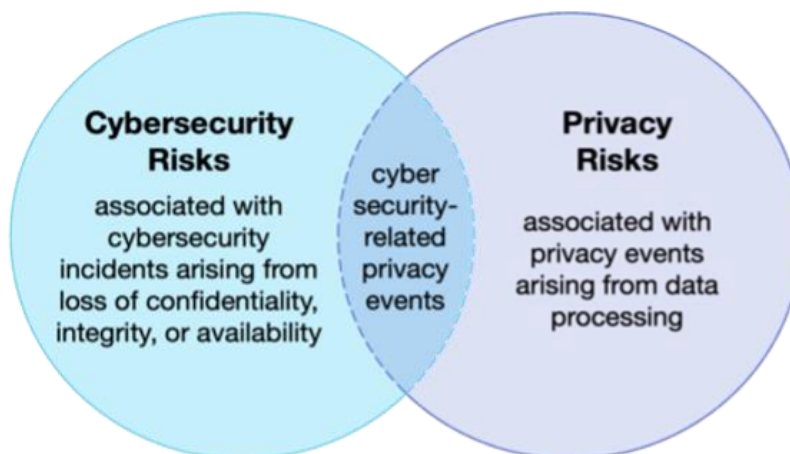 Cybersecurity
Risks
associated with
cybersecurity
incidents arising from
loss of confidentiality,
integrity, or availability
cyber
security-
related
privacy
events
Privacy
Risks
associated with
privacy events
arising from data
processing